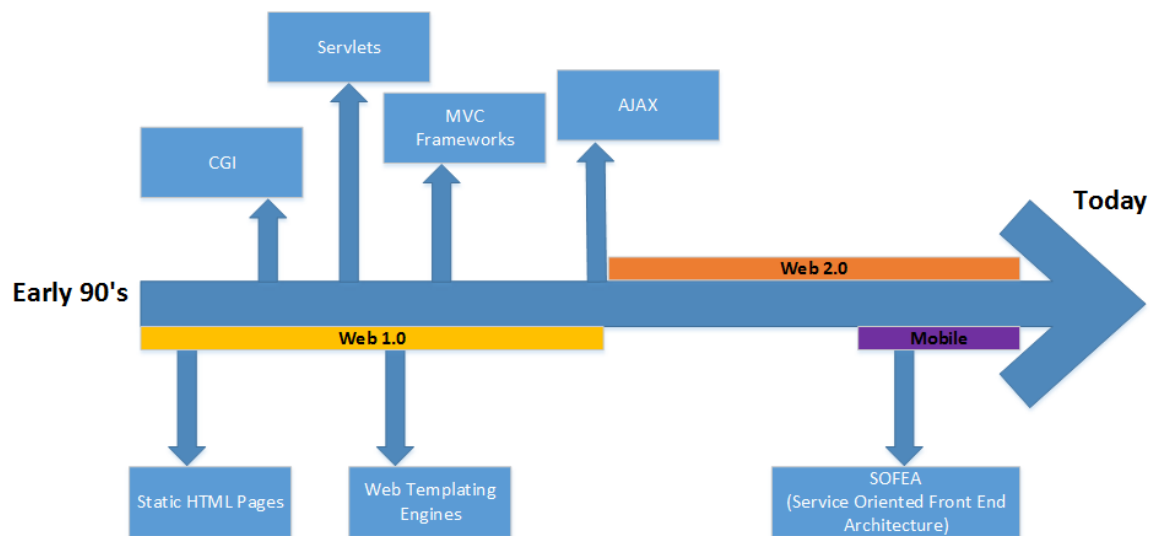 Servlets
MVC
Frameworks
AJAX
CGI
Today
Web 2.0
Early 90's
Web 1.0
Mobile
Static HTML Pages
Web Templating
Engines
SOFEA
(Service Oriented Front End
Architecture)